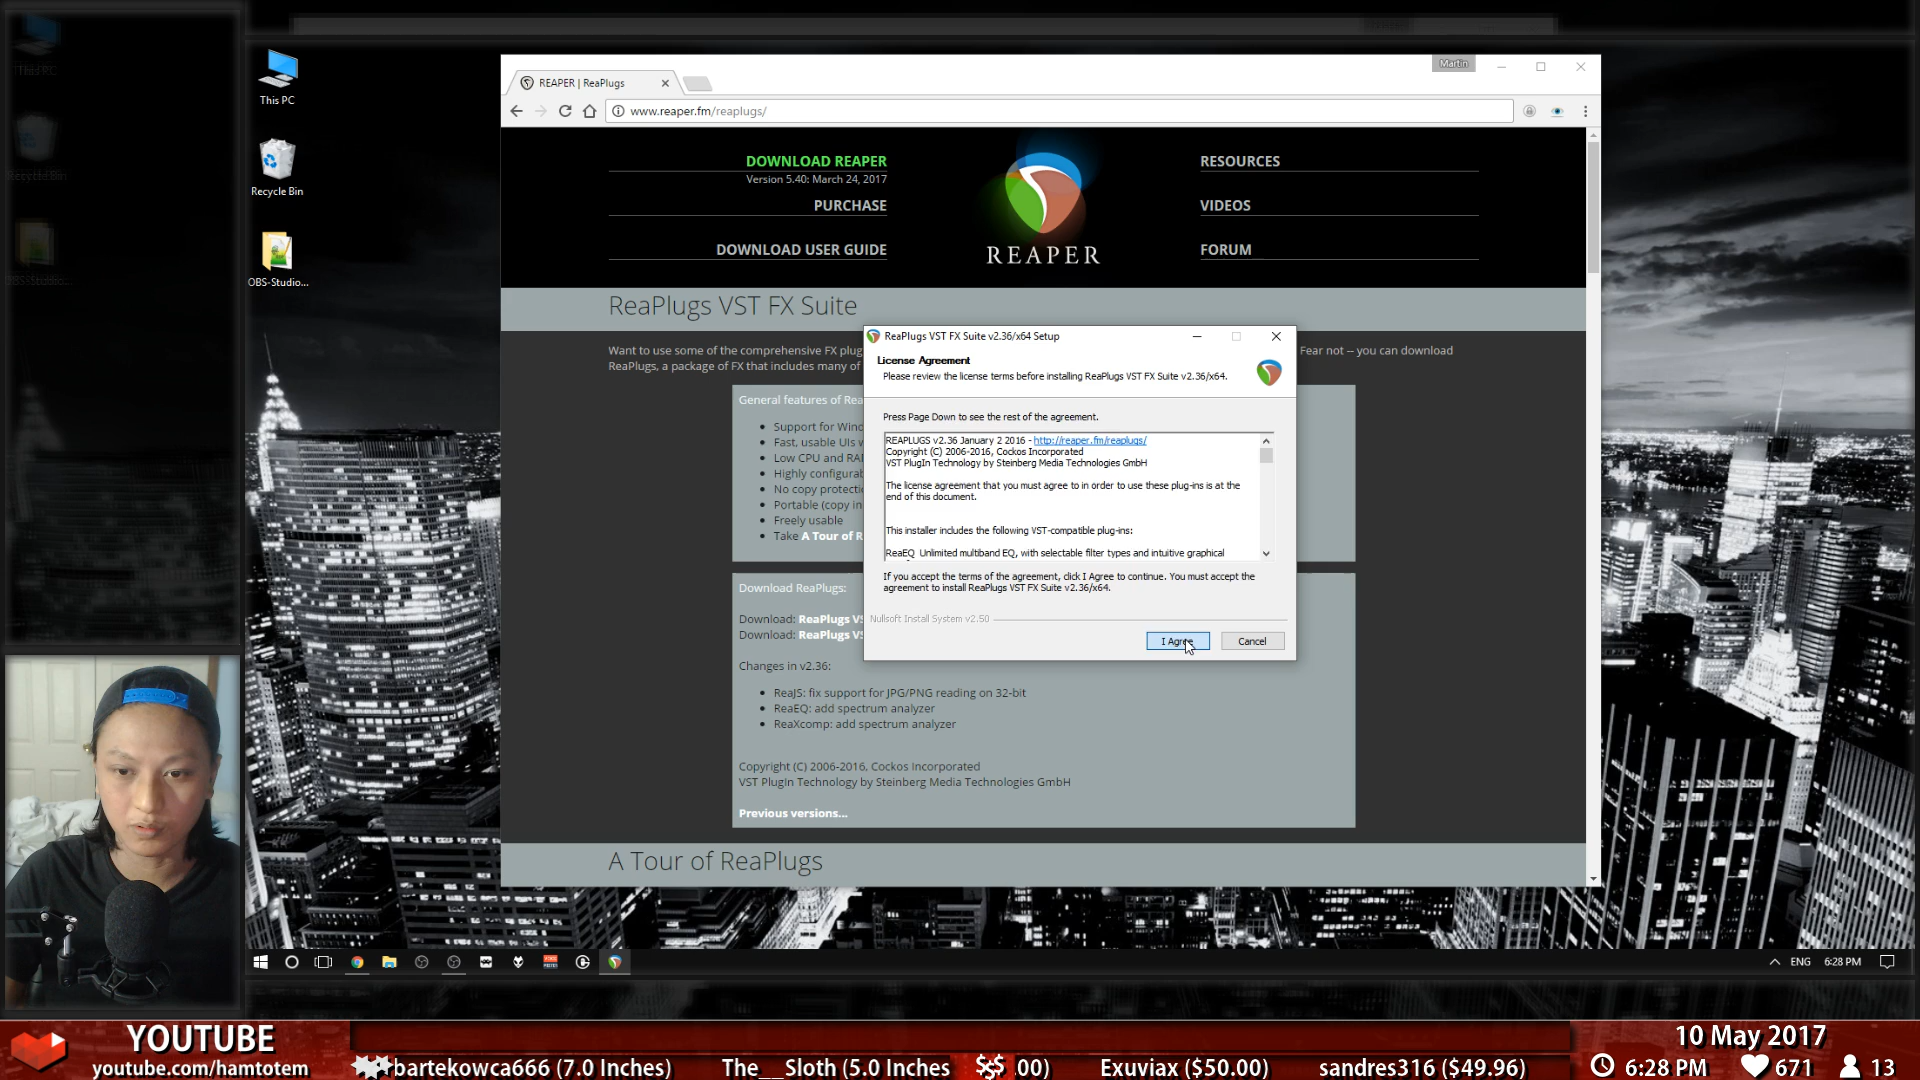 This PC
Recycle Bin
OBS-Studio...
Martin
REAPER | ReaPlugs
www.reaper.fm/reaplugs/
DOWNLOAD REAPER
Version 5.40: March 24, 2017
PURCHASE
DOWNLOAD USER GUIDE
REAPER
RESOURCES
VIDEOS
FORUM
ReaPlugs VST FX Suite
Want to use some of the comprehensive FX plug
Fear not -- you can download
ReaPlugs, a package of FX that includes many of
General features of Rea
Support for Wind
Fast, usable UIs w
Low CPU and RA
Highly configurab
No copy protecti
Portable (copy in
Freely usable
Take A Tour of R
Download ReaPlugs:
Download: ReaPlugs VS
Download: ReaPlugs VS
Changes in v2.36:
ReaJS: fix support for JPG/PNG reading on 32-bit
ReaEQ: add spectrum analyzer
ReaXcomp: add spectrum analyzer
Copyright (C) 2006-2016, Cockos Incorporated
VST PlugIn Technology by Steinberg Media Technologies GmbH
Previous versions...
A Tour of ReaPlugs
ReaPlugs VST FX Suite v2.36/x64 Setup
License Agreement
Please review the license terms before installing ReaPlugs VST FX Suite v2.36/x64.
Press Page Down to see the rest of the agreement.
REAPLUGS v2.36 January 2 2016 - http://reaper.fm/reaplugs/
Copyright (C) 2006-2016, Cockos Incorporated
VST PlugIn Technology by Steinberg Media Technologies GmbH
The license agreement that you must agree to in order to use these plug-ins is at the
end of this document.
This installer includes the following VST-compatible plug-ins:
ReaEQ Unlimited multiband EQ, with selectable filter types and intuitive graphical
If you accept the terms of the agreement, click I Agree to continue. You must accept the
agreement to install ReaPlugs VST FX Suite v2.36/x64.
Nullsoft Install System v2.50
I Agree
Cancel
ENG
6:28 PM
YOUTUBE
youtube.com/hamtotem
bartekowca666 (7.0 Inches)
The__Sloth (5.0 Inches
$$$ .00)
Exuviax ($50.00)
sandres316 ($49.96)
10 May 2017
6:28 PM
671
13